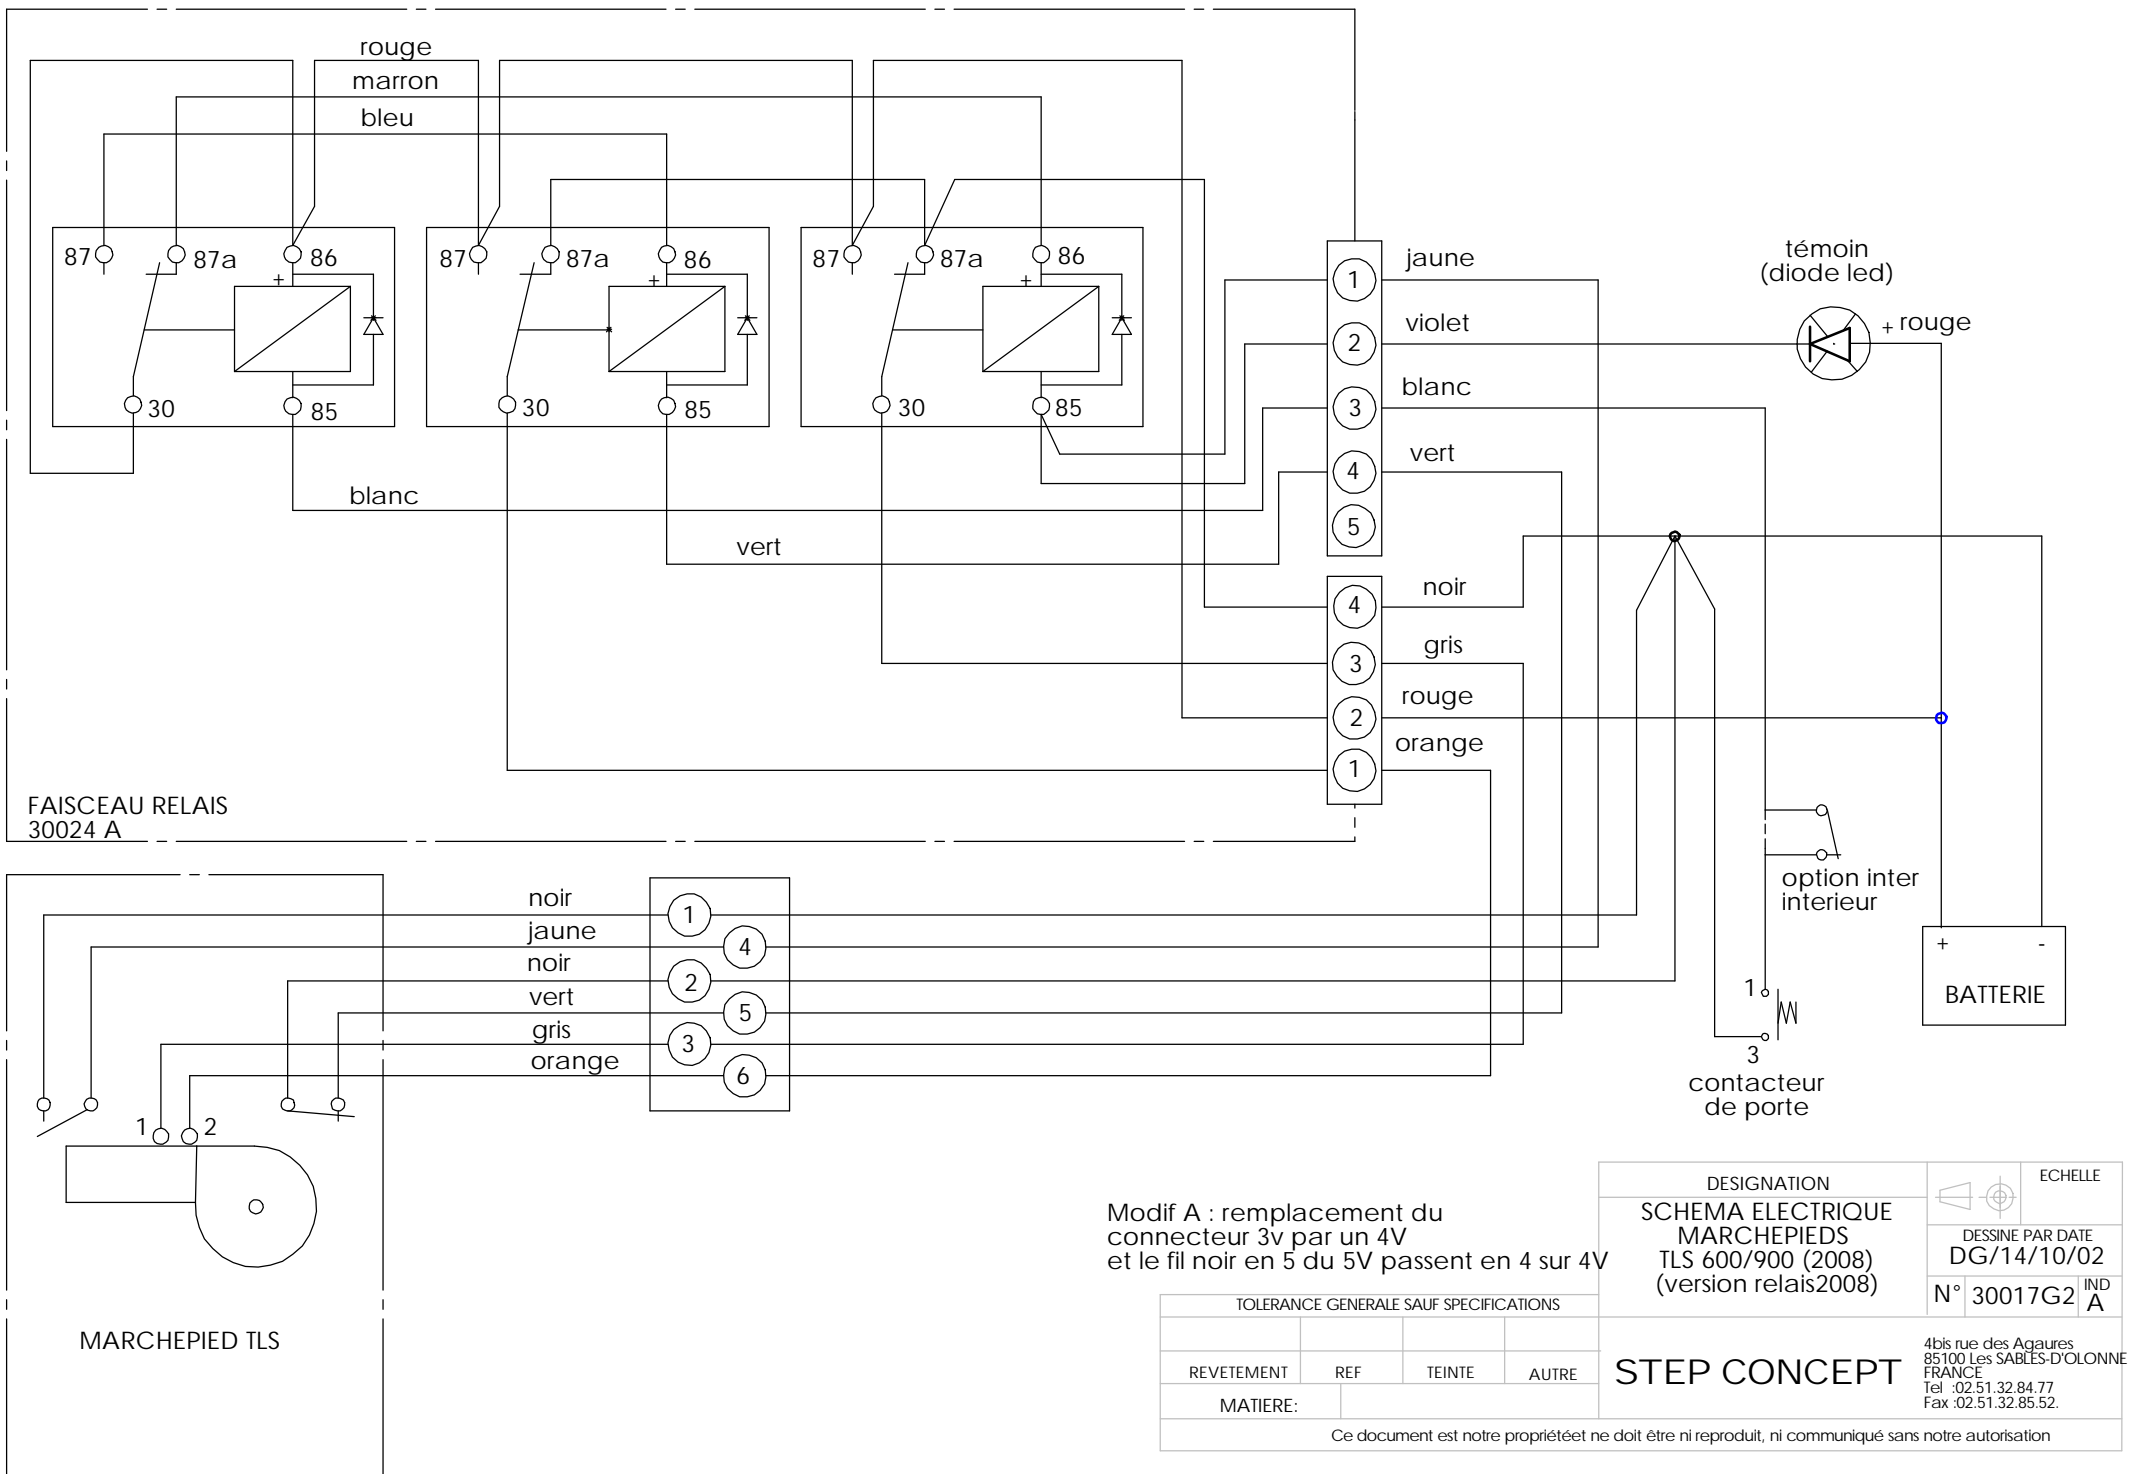 rouge
marron
bleu
87 87a 86
+
30 85
87 87a 86
+
30 85
87 87a 86
+
30 85
blanc
vert
1 jaune
2 violet
3 blanc
4 vert
5
4 noir
3 gris
2 rouge
1 orange
témoin
(diode led)
+ rouge
FAISCEAU RELAIS
30024 A
option inter
interieur
+ -
BATTERIE
1
3
contacteur
de porte
noir 1
jaune 4
noir 2
vert 5
gris 3
orange 6
1 2
MARCHEPIED TLS
Modif A : remplacement du
connecteur 3v par un 4V
et le fil noir en 5 du 5V passent en 4 sur 4V
DESIGNATION
SCHEMA ELECTRIQUE
MARCHEPIEDS
TLS 600/900 (2008)
(version relais2008)
ECHELLE
DESSINE PAR DATE
DG/14/10/02
N° 30017G2 IND
A
TOLERANCE GENERALE SAUF SPECIFICATIONS
REVETEMENT REF TEINTE AUTRE
MATIERE:
STEP CONCEPT
4bis rue des Agaures
85100 Les SABLES-D'OLONNE
FRANCE
Tel :02.51.32.84.77
Fax :02.51.32.85.52.
Ce document est notre propriétéet ne doit être ni reproduit, ni communiqué sans notre autorisation